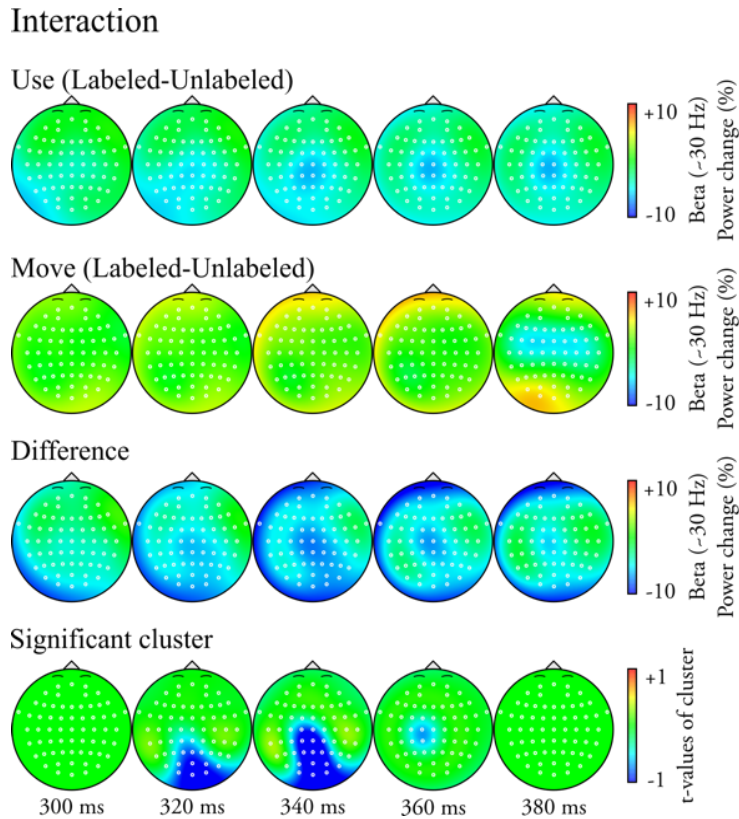 Interaction
Use (Labeled-Unlabeled)
+10
-10
Beta (~30 Hz)
Power change (%)
Move (Labeled-Unlabeled)
+10
-10
Beta (~30 Hz)
Power change (%)
Difference
+10
-10
Beta (~30 Hz)
Power change (%)
Significant cluster
+1
-1
t-values of cluster
300 ms 320 ms 340 ms 360 ms 380 ms